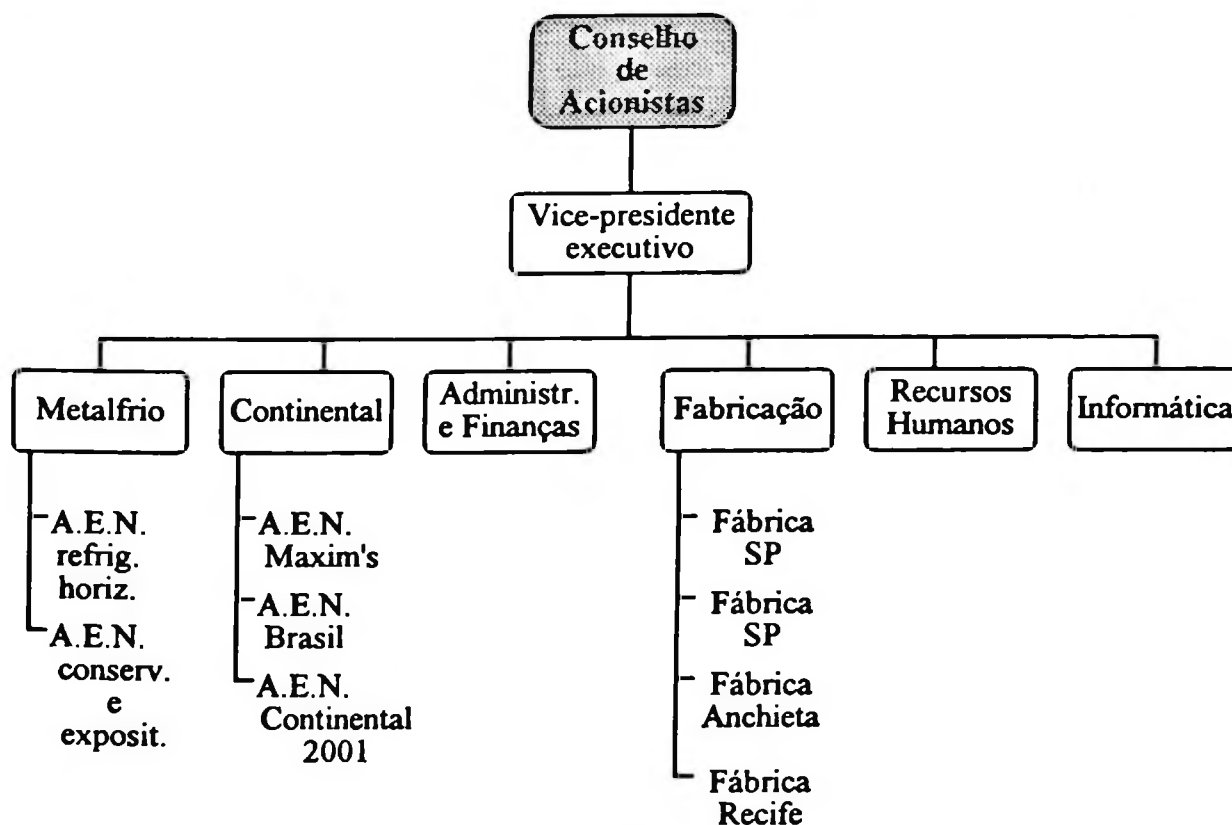 Conselho
de
Acionistas
Vice-presidente
executivo
Metalfrio
Continental
Administr.
e Finanças
Fabricação
Recursos
Humanos
Informática
A.E.N.
refrig.
horiz.
A.E.N.
conserv.
e
exposit.
A.E.N.
Maxim's
A.E.N.
Brasil
A.E.N.
Continental
2001
Fábrica
SP
Fábrica
SP
Fábrica
Anchieta
Fábrica
Recife